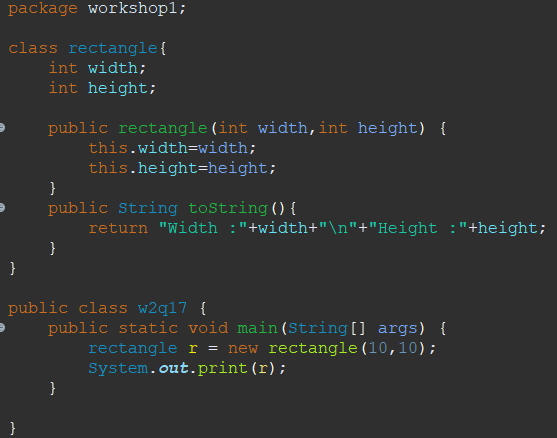 package workshop1;
class rectangle{
int width;
int height;
public rectangle(int width,int height) {
this.width=width;
this.height=height;
}
public String toString(){
return "Width :"+width+"\n"+"Height :"+height;
}
}
public class w2q17 {
public static void main(String[] args) {
rectangle r = new rectangle(10,10);
System.out.print(r);
}
}